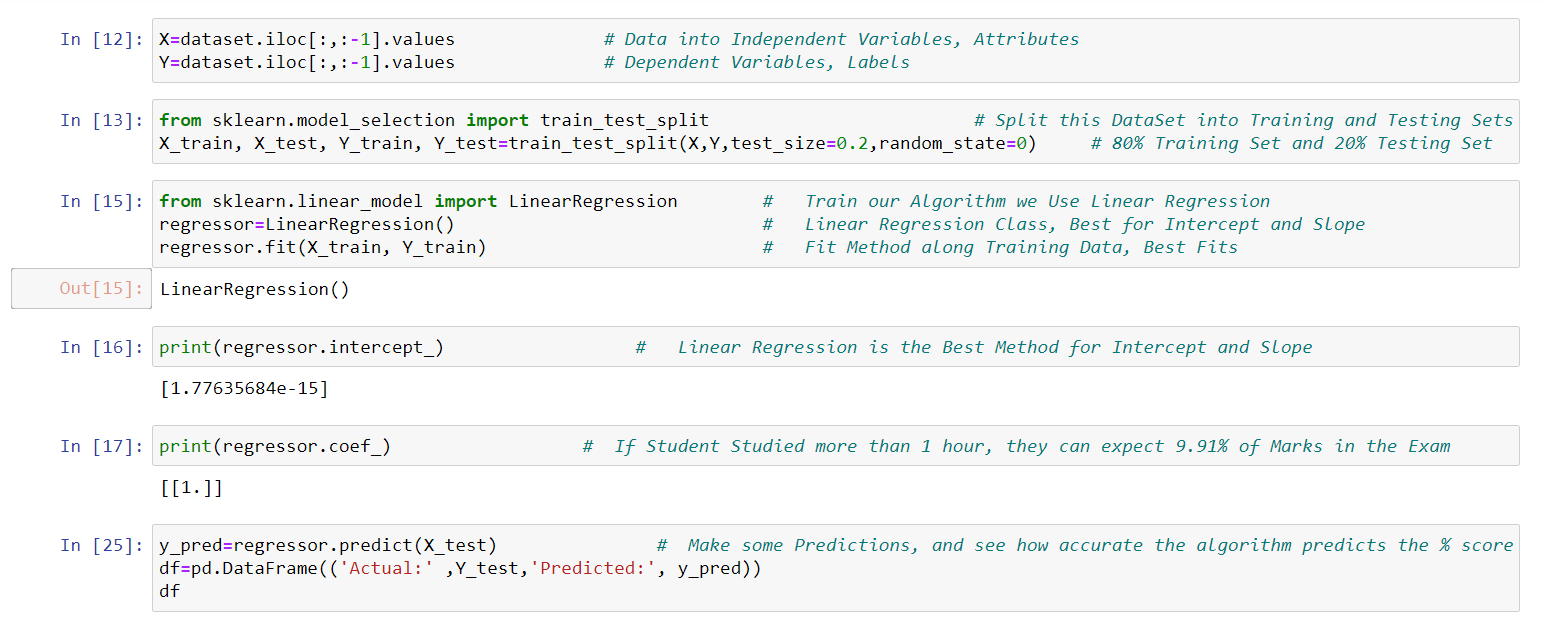 In [12]: X=dataset.iloc[:,:-1].values # Data into Independent Variables, Attributes
Y=dataset.iloc[:,:-1].values # Dependent Variables, Labels
In [13]: from sklearn.model_selection import train_test_split # Split this DataSet into Training and Testing Sets
X_train, X_test, Y_train, Y_test=train_test_split(X,Y,test_size=0.2,random_state=0) # 80% Training Set and 20% Testing Set
In [15]: from sklearn.linear_model import LinearRegression # Train our Algorithm we Use Linear Regression
regressor=LinearRegression() # Linear Regression Class, Best for Intercept and Slope
regressor.fit(X_train, Y_train) # Fit Method along Training Data, Best Fits
Out[15]: LinearRegression()
In [16]: print(regressor.intercept_) # Linear Regression is the Best Method for Intercept and Slope
[1.77635684e-15]
In [17]: print(regressor.coef_) # If Student Studied more than 1 hour, they can expect 9.91% of Marks in the Exam
[[1.]]
In [25]: y_pred=regressor.predict(X_test) # Make some Predictions, and see how accurate the algorithm predicts the % score
df=pd.DataFrame(('Actual:' ,Y_test,'Predicted:', y_pred))
df